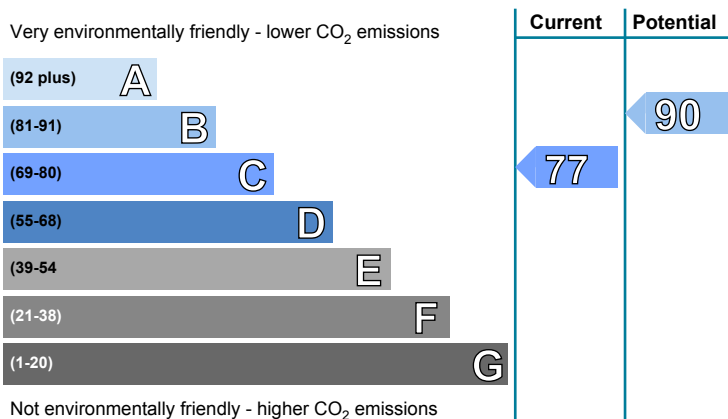 Current Potential
Very environmentally friendly - lower CO2 emissions
(92 plus) A
(81-91) B
90
(69-80) C
77
(55-68) D
(39-54 E
(21-38) F
(1-20) G
Not environmentally friendly - higher CO2 emissions